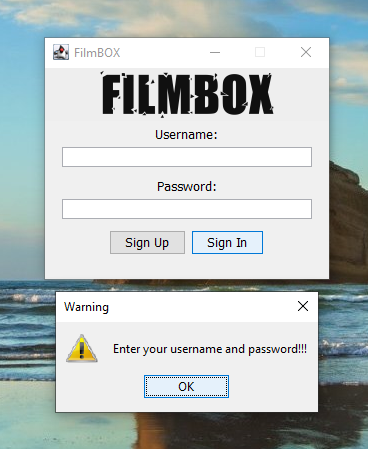 FilmBOX
FILMBOX
Username:
Password:
Sign Up
Sign In
Warning
Enter your username and password!!!
OK